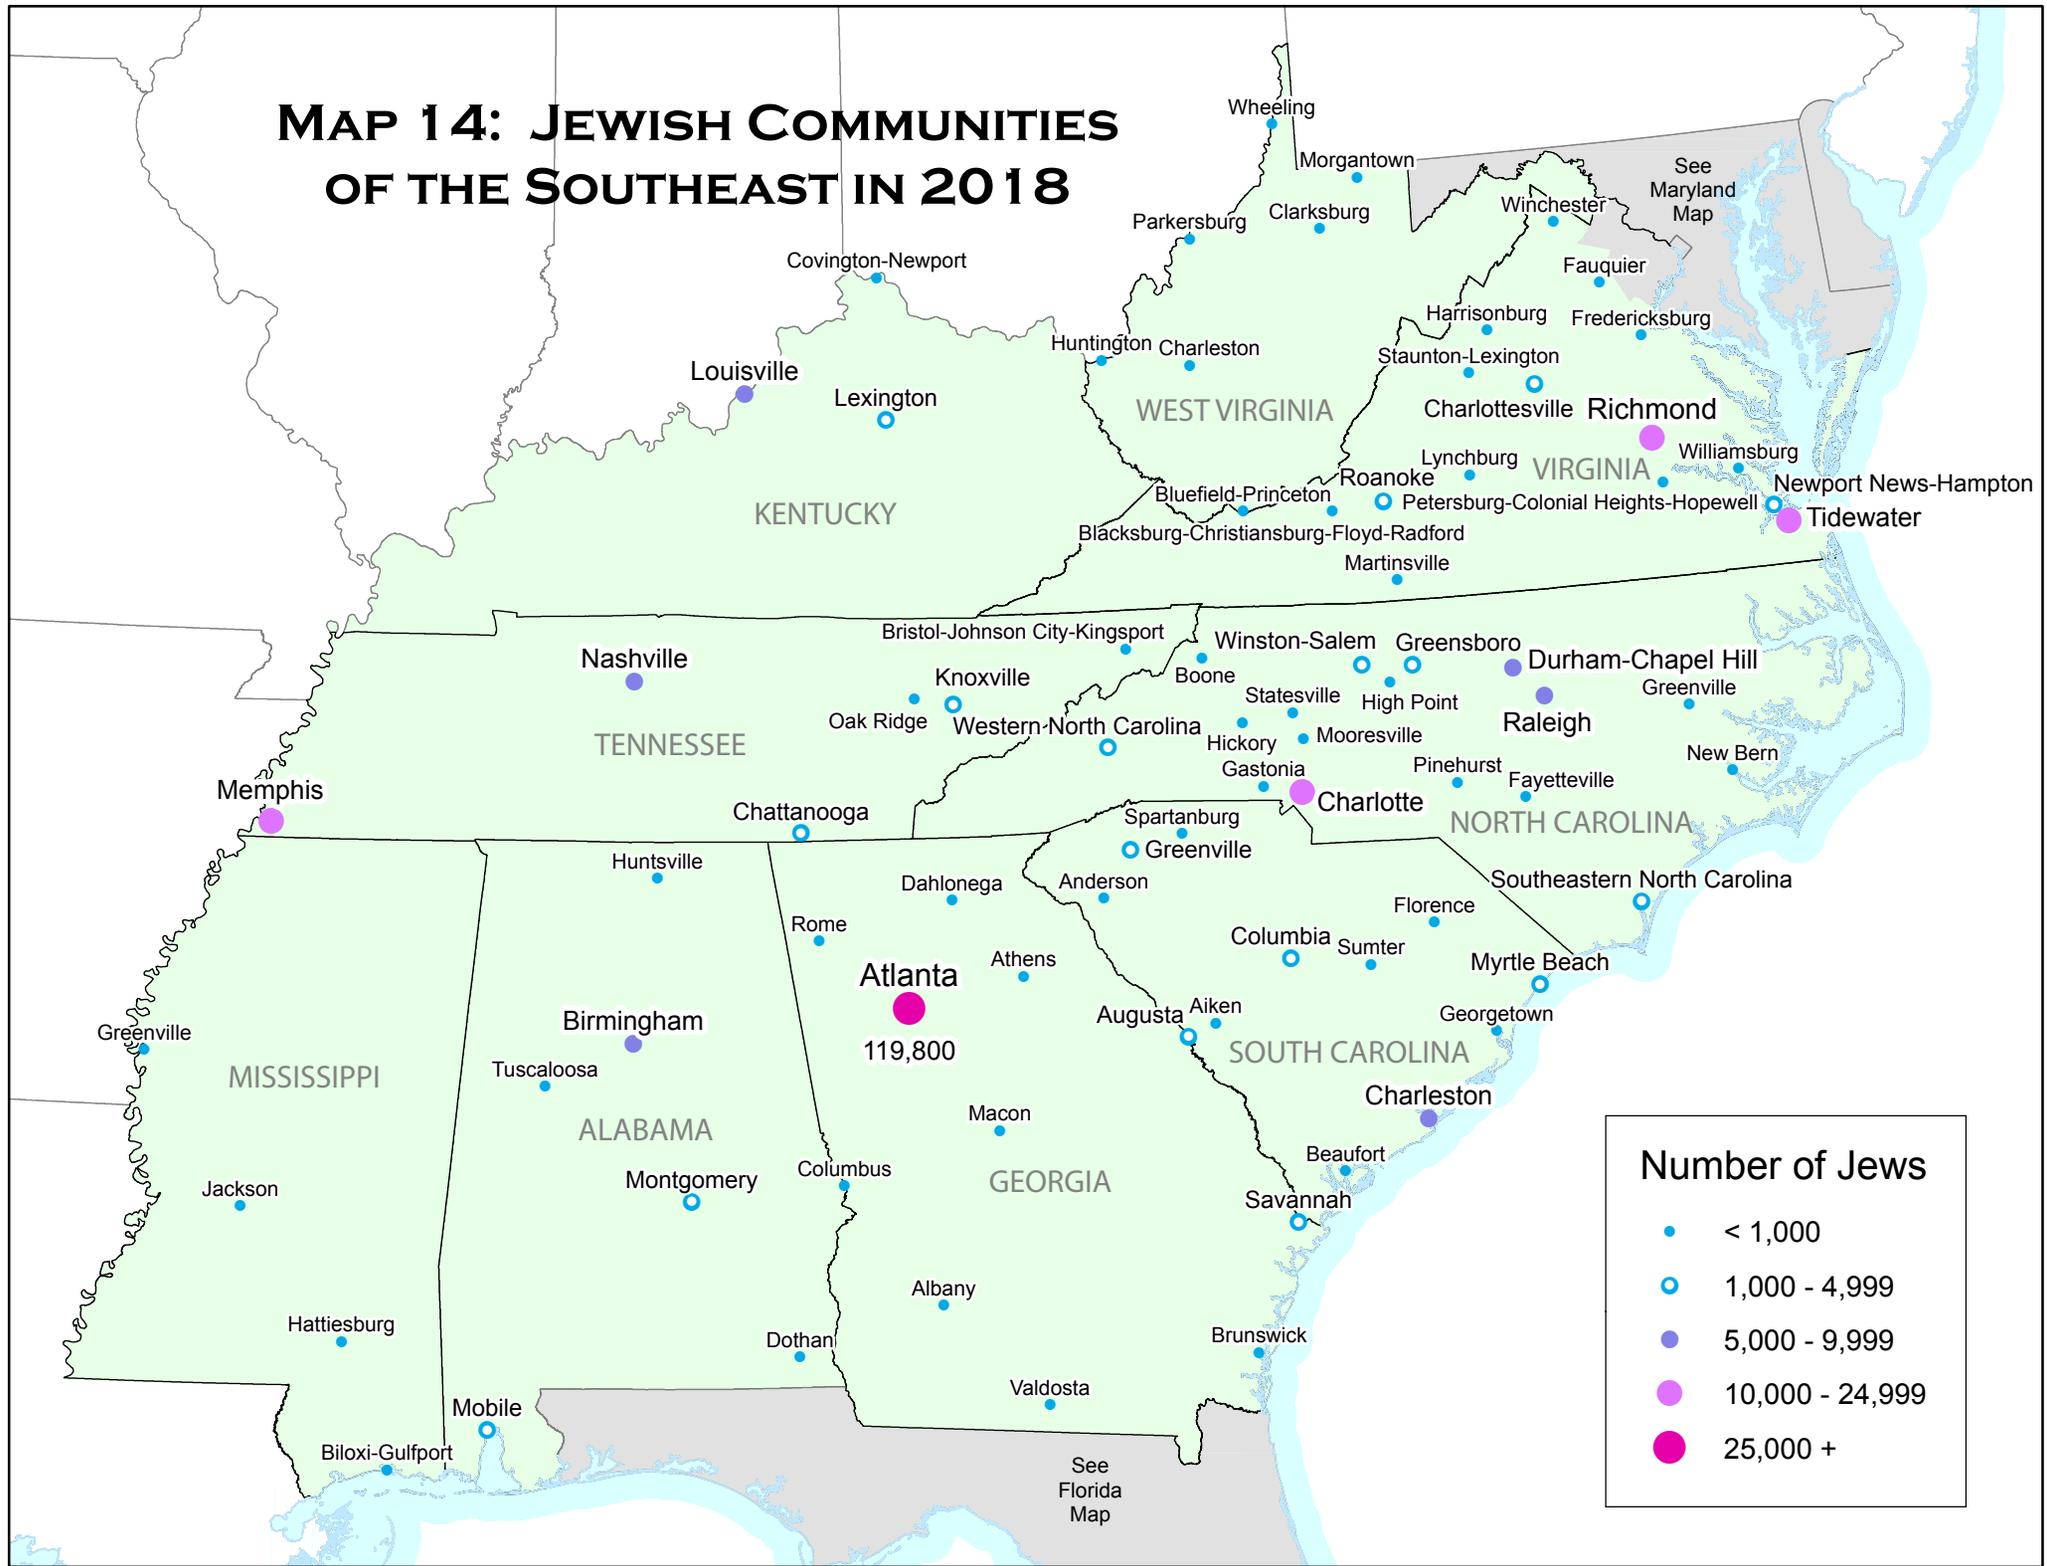 MAP 14: JEWISH COMMUNITIES
OF THE SOUTHEAST IN 2018
Wheeling
Morgantown
See
Maryland
Map
Winchester
Parkersburg
Clarksburg
Covington-Newport
Fauquier
Harrisonburg
Fredericksburg
Huntington
Charleston
Staunton-Lexington
Louisville
Lexington
WEST VIRGINIA
Charlottesville
Richmond
Williamsburg
Lynchburg
VIRGINIA
Roanoke
Newport News-Hampton
Bluefield-Princeton
Petersburg-Colonial Heights-Hopewell
KENTUCKY
Tidewater
Blacksburg-Christiansburg-Floyd-Radford
Martinsville
Bristol-Johnson City-Kingsport
Winston-Salem
Greensboro
Nashville
Durham-Chapel Hill
Knoxville
Boone
Greenville
Statesville
High Point
Oak Ridge
Raleigh
Western North Carolina
Mooresville
Hickory
TENNESSEE
New Bern
Gastonia
Pinehurst
Fayetteville
Memphis
Charlotte
Chattanooga
Spartanburg
NORTH CAROLINA
Greenville
Huntsville
Dahlonega
Anderson
Southeastern North Carolina
Florence
Rome
Columbia
Sumter
Athens
Myrtle Beach
Atlanta
Aiken
Augusta
Georgetown
Birmingham
Greenville
119,800
SOUTH CAROLINA
Tuscaloosa
MISSISSIPPI
Charleston
Macon
ALABAMA
Beaufort
Columbus
Montgomery
GEORGIA
Jackson
Savannah
Albany
Hattiesburg
Dothan
Brunswick
Valdosta
Mobile
Biloxi-Gulfport
See
Florida
Map
Number of Jews
< 1,000
1,000 - 4,999
5,000 - 9,999
10,000 - 24,999
25,000 +